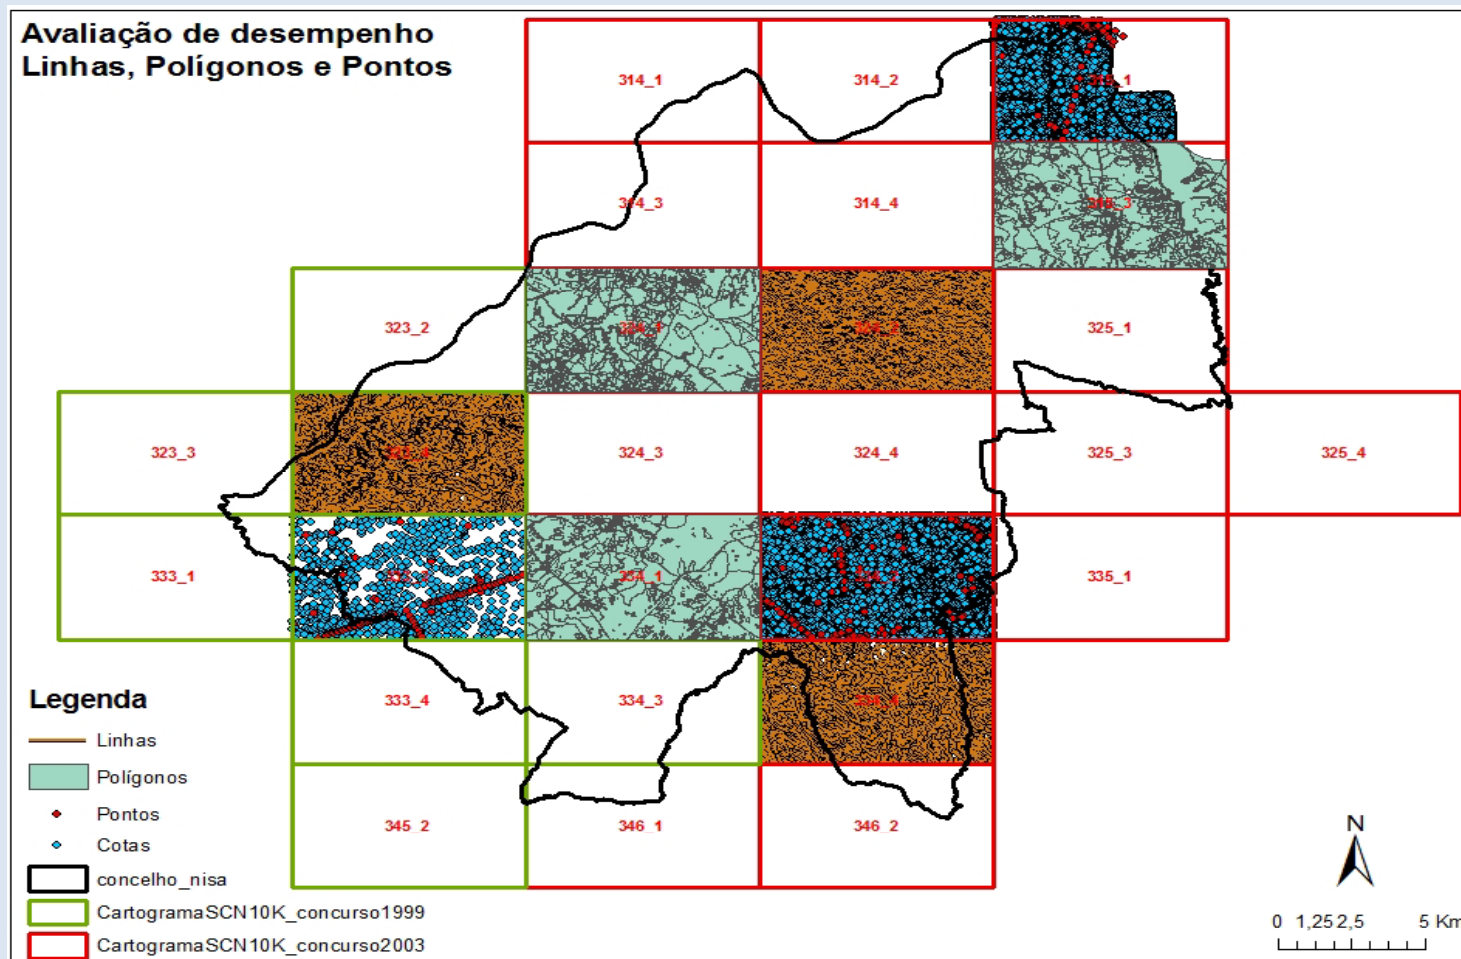 Avaliação de desempenho
Linhas, Polígonos e Pontos
314_1 314_2
314_3 314_4
323_2 325_1
323_3 324_3 324_4 325_3 325_4
333_1 334_1 335_1
333_4 334_3
345_2 346_1 346_2
Legenda
Linhas
Polígonos
Pontos
Cotas
concelho_nisa
CartogramaSCN10K_concurso1999
CartogramaSCN10K_concurso2003
N
0 1,25 2,5 5 Km